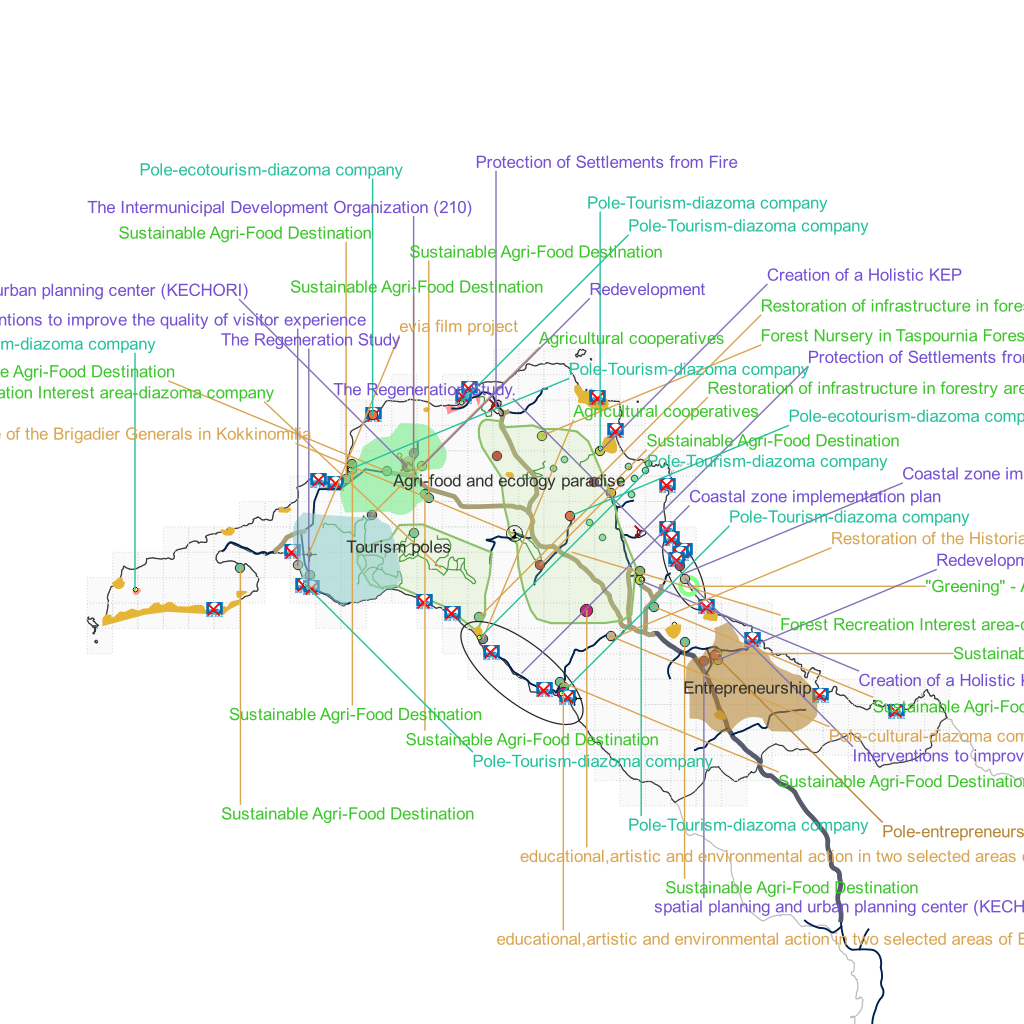 Protection of Settlements from Fire
Pole-ecotourism-diazoma company
Pole-Tourism-diazoma company
The Intermunicipal Development Organization (210)
Pole-Tourism-diazoma company
Sustainable Agri-Food Destination
Sustainable Agri-Food Destination
Creation of a Holistic KEP
Sustainable Agri-Food Destination
urban planning center (KECHORI)
Redevelopment
Restoration of infrastructure in fores
ntions to improve the quality of visitor experience
evia film project
The Regeneration Study
Agricultural cooperatives
Forest Nursery in Taspournia Fores
m-diazoma company
Protection of Settlements from
e Agri-Food Destination
Pole-Tourism-diazoma company
ation Interest area-diazoma company
The Regeneration Study.
Restoration of infrastructure in forestry are
Agricultural cooperatives
Pole-ecotourism-diazoma comp
e of the Brigadier Generals in Kokkinomilia
Sustainable Agri-Food Destination
Pole-Tourism-diazoma company
Coastal zone im
Agri-food and ecology paradise
Coastal zone implementation plan
Pole-Tourism-diazoma company
Restoration of the Historia
Tourism poles
Redevelopm
"Greening" - A
Forest Recreation Interest area-d
Sustainab
Creation of a Holistic K
Entrepreneurship
Sustainable Agri-Foo
Sustainable Agri-Food Destination
Pole-cultural-diazoma com
Sustainable Agri-Food Destination
Interventions to improv
Pole-Tourism-diazoma company
Sustainable Agri-Food Destination
Sustainable Agri-Food Destination
Pole-Tourism-diazoma company
Pole-entrepreneurs
educational,artistic and environmental action in two selected areas o
Sustainable Agri-Food Destination
spatial planning and urban planning center (KECH
educational,artistic and environmental action in two selected areas of E